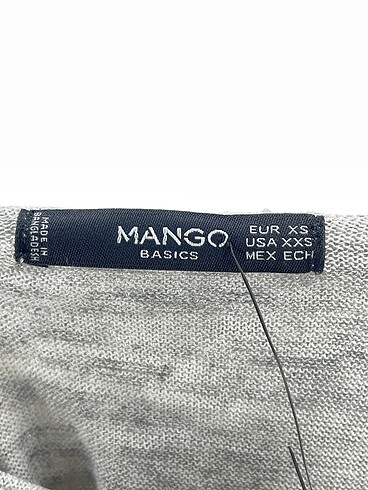 MADE IN
BANGLADESH
MANGO
BASICS
EUR XS
USA XXS
MEX ECH